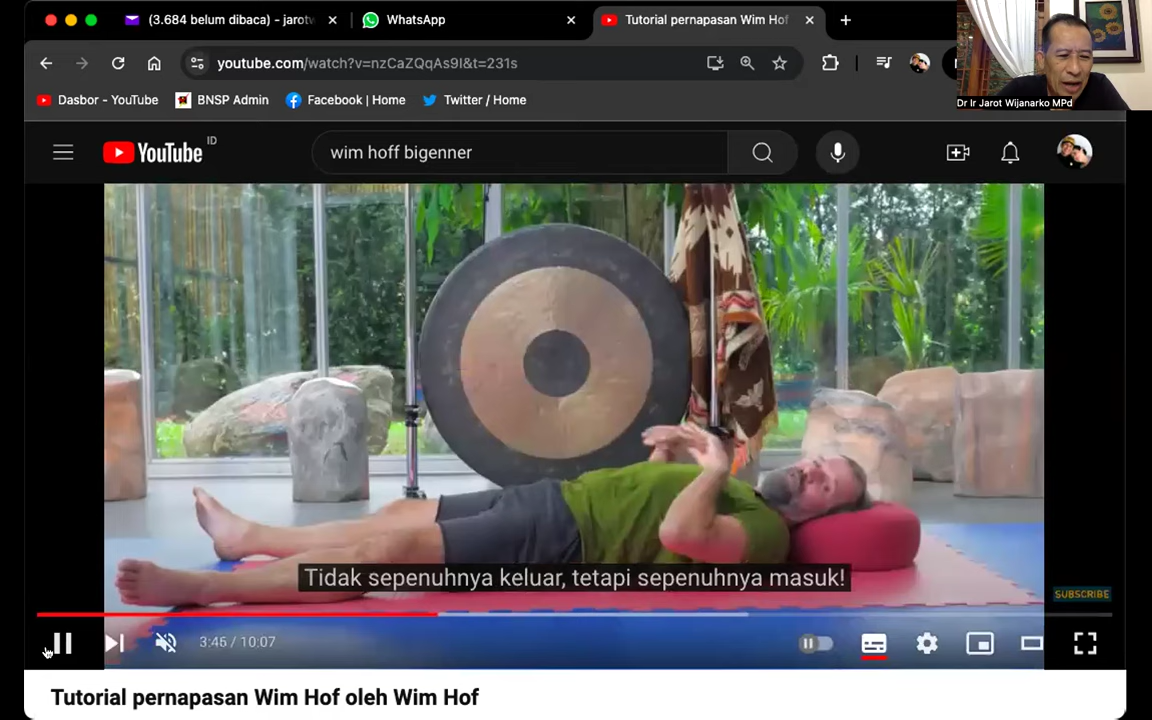 (3.684 belum dibaca) - jarotw
WhatsApp
Tutorial pernapasan Wim Hof
youtube.com/watch?v=nzCaZQqAs9I&t=231s
Dr Ir Jarot Wijanarko MPd
Dasbor - YouTube
BNSP Admin
Facebook | Home
Twitter / Home
YouTube ID
wim hoff bigenner
Tidak sepenuhnya keluar, tetapi sepenuhnya masuk!
SUBSCRIBE
3:45 / 10:07
Tutorial pernapasan Wim Hof oleh Wim Hof